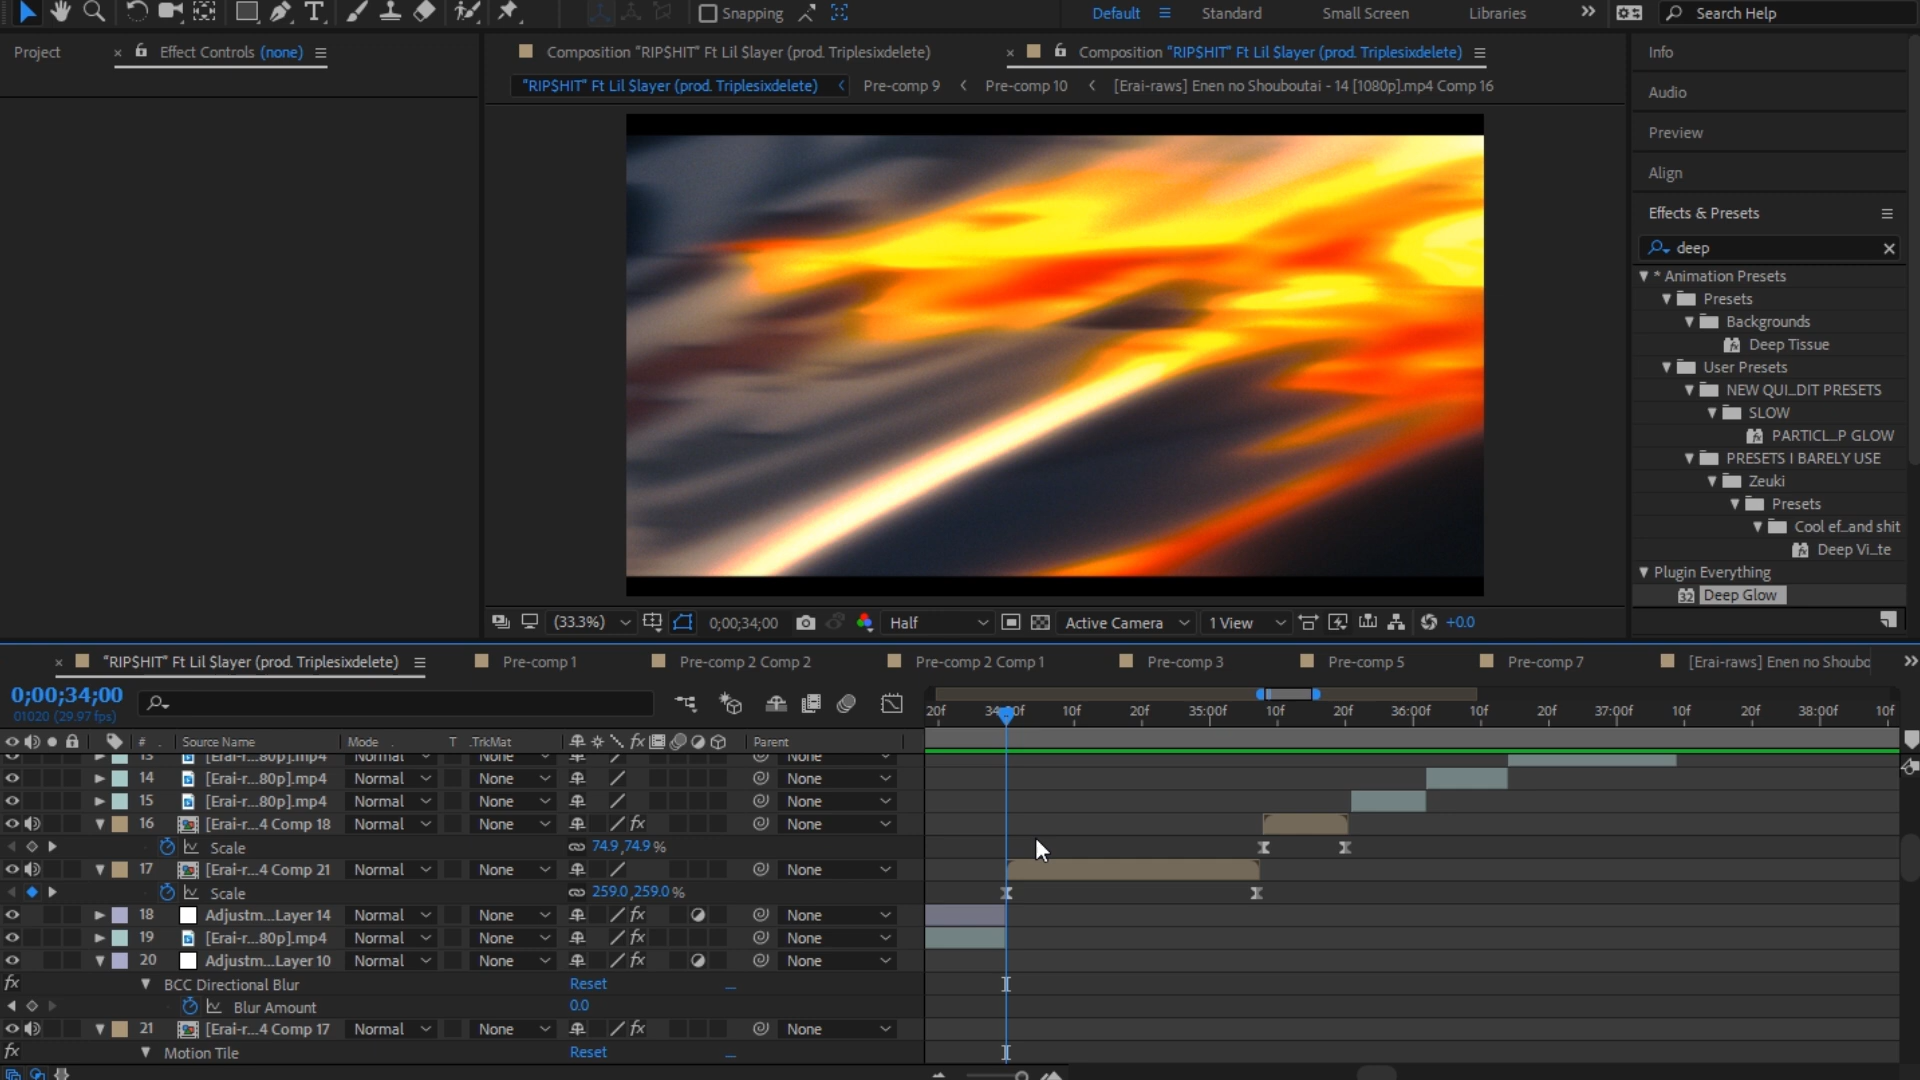 Snapping
Default
Standard
Small Screen
Libraries
Search Help
Project
Effect Controls (none)
Composition "RIP$HIT" Ft Lil $layer (prod. Triplesixdelete)
Composition "RIP$HIT" Ft Lil $layer (prod. Triplesixdelete)
"RIP$HIT" Ft Lil $layer (prod. Triplesixdelete)
Pre-comp 9
Pre-comp 10
[Erai-raws] Enen no Shouboutai - 14 [1080p].mp4 Comp 16
Info
Audio
Preview
Align
Effects & Presets
deep
* Animation Presets
Presets
Backgrounds
Deep Tissue
User Presets
NEW QUI...DIT PRESETS
SLOW
PARTICL...P GLOW
PRESETS I BARELY USE
Zeuki
Presets
Cool ef...and shit
Deep Vi...te
Plugin Everything
Deep Glow
(33.3%)
0;00;34;00
Half
Active Camera
1 View
+0.0
"RIP$HIT" Ft Lil $layer (prod. Triplesixdelete)
Pre-comp 1
Pre-comp 2 Comp 2
Pre-comp 2 Comp 1
Pre-comp 3
Pre-comp 5
Pre-comp 7
[Erai-raws] Enen no Shoubo
0;00;34;00
01020 (29.97 fps)
20f 34:00f 10f 20f 35:00f 10f 20f 36:00f 10f 20f 37:00f 10f 20f 38:00f 10f
# Source Name Mode T .TrkMat fx Parent
13 [Erai-r...80p].mp4 Normal None None
14 [Erai-r...80p].mp4 Normal None None
15 [Erai-r...80p].mp4 Normal None None
16 [Erai-r...4 Comp 18 Normal None fx None
Scale 74.9,74.9%
17 [Erai-r...4 Comp 21 Normal None None
Scale 259.0,259.0%
18 Adjustm...Layer 14 Normal None fx None
19 [Erai-r...80p].mp4 Normal None fx None
20 Adjustm...Layer 10 Normal None fx None
fx BCC Directional Blur Reset
Blur Amount 0.0
21 [Erai-r...4 Comp 17 Normal None fx None
fx Motion Tile Reset